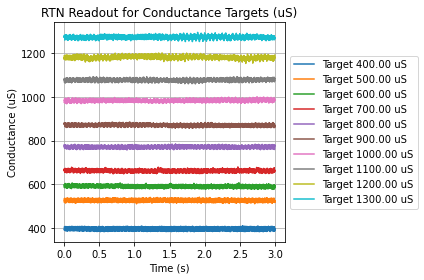 RTN Readout for Conductance Targets (uS)
Conductance (uS)
1200
1000
800
600
400
0.0 0.5 1.0 1.5 2.0 2.5 3.0
Time (s)
Target 400.00 uS
Target 500.00 uS
Target 600.00 uS
Target 700.00 uS
Target 800.00 uS
Target 900.00 uS
Target 1000.00 uS
Target 1100.00 uS
Target 1200.00 uS
Target 1300.00 uS